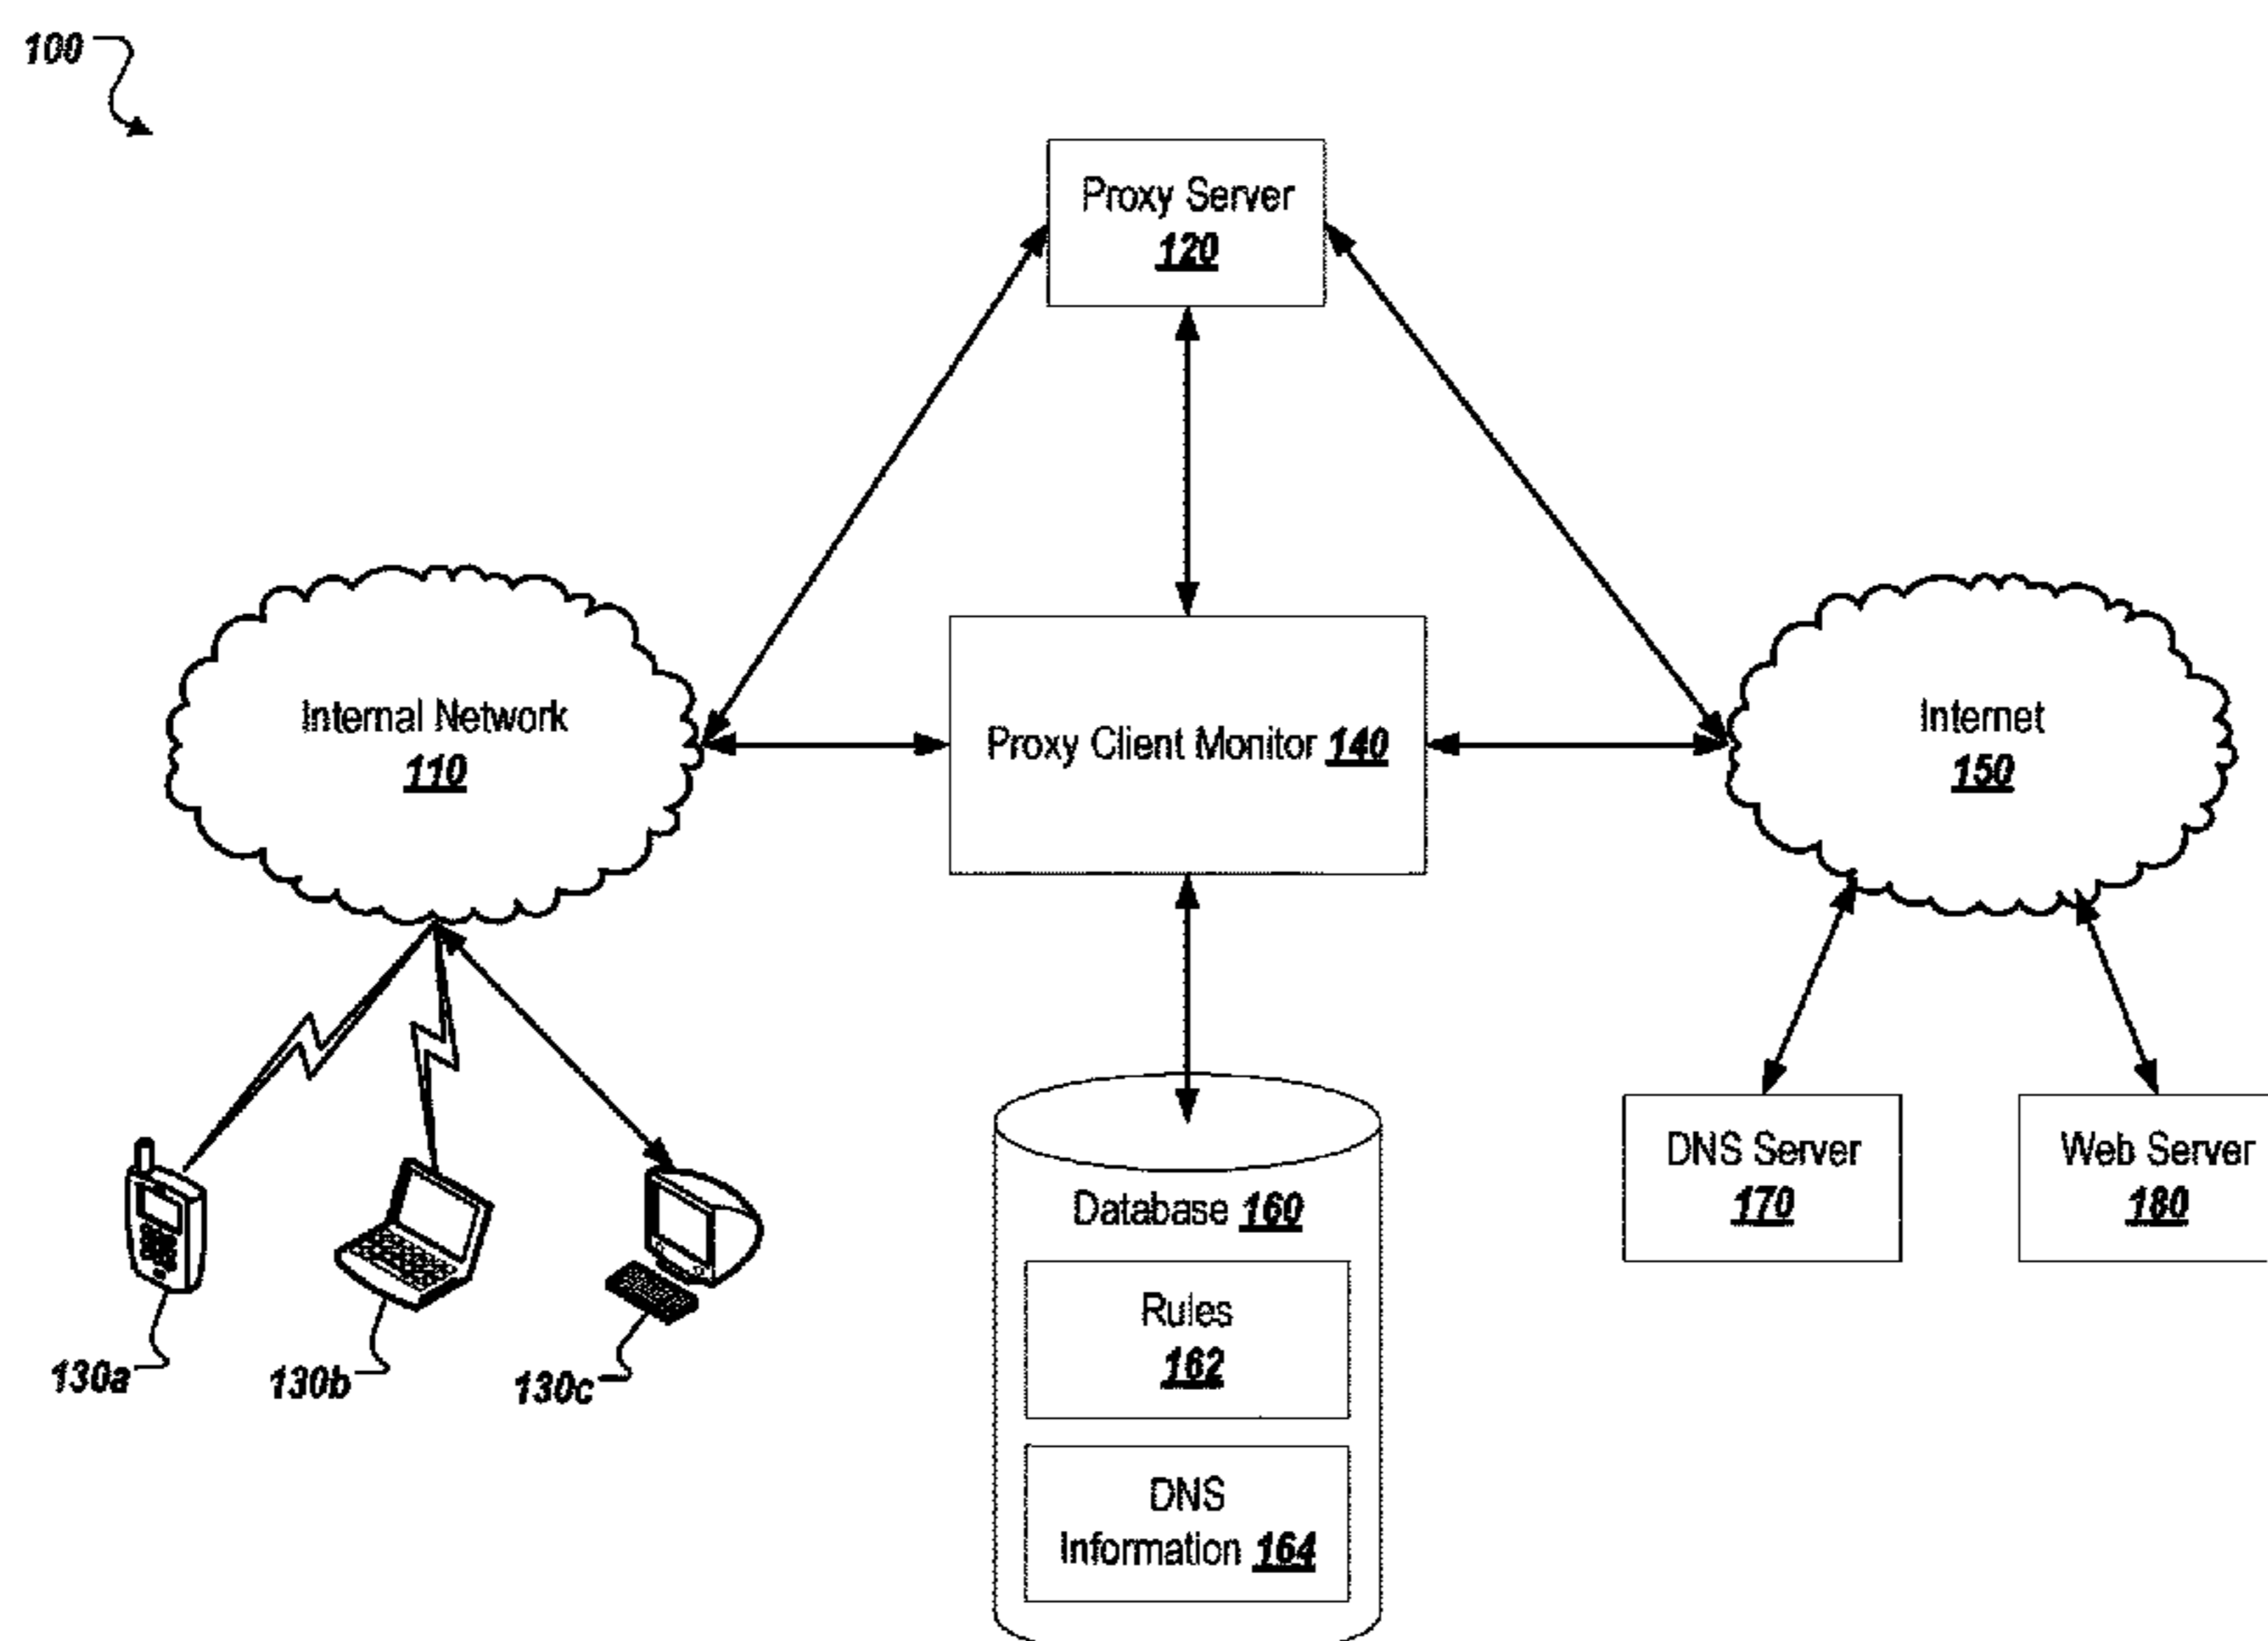 100
Proxy Server
120
Internal Network
110
Proxy Client Monitor 140
Internet
150
DNS Server
170
Web Server
180
Database 160
Rules
162
DNS
Information 164
130a
130b
130c